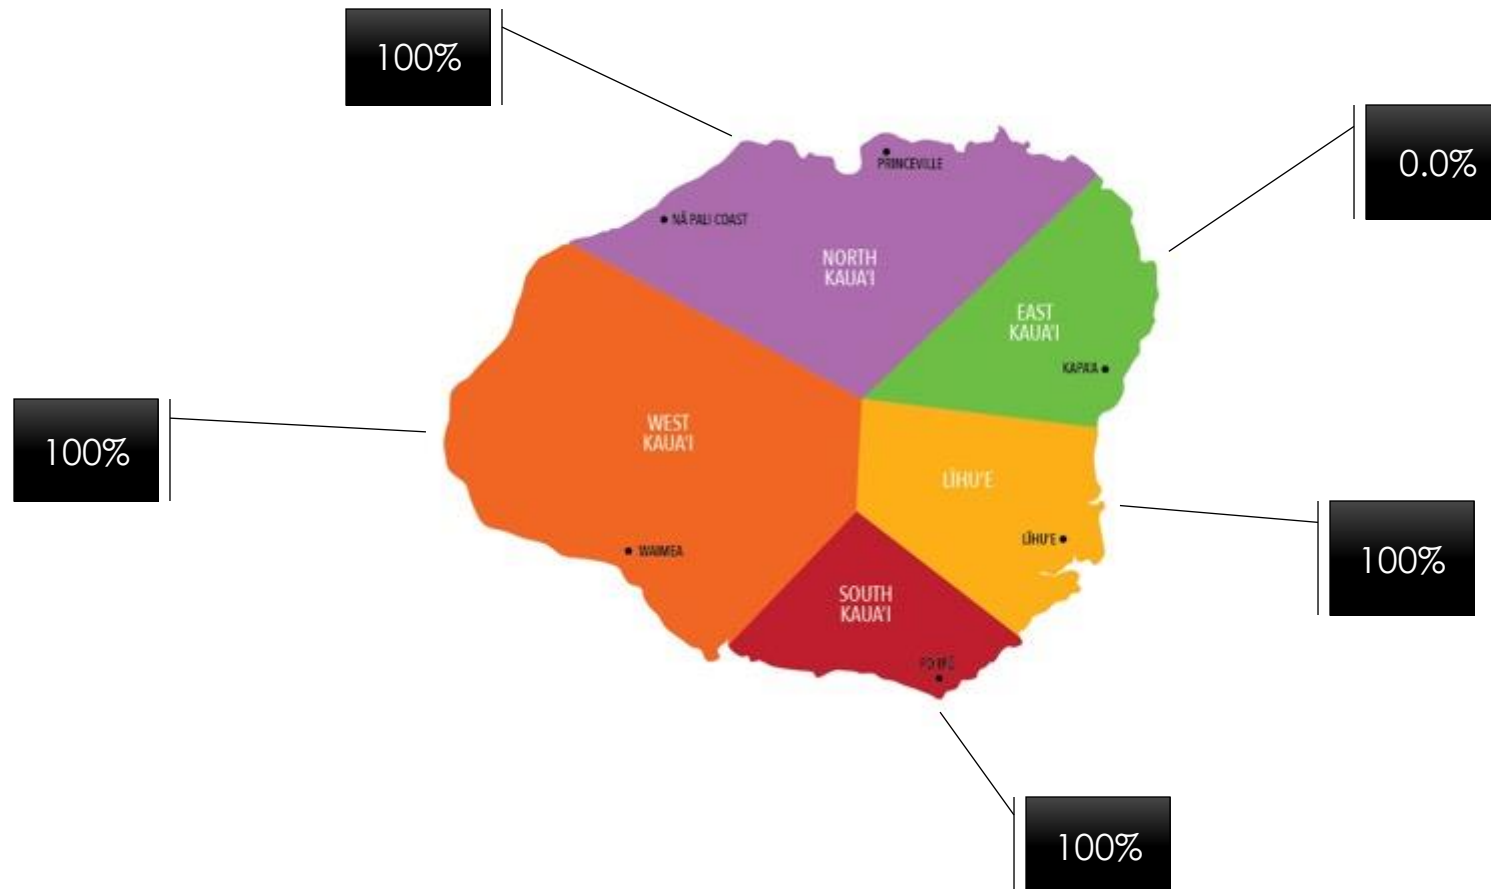 100%
0.0%
PRINCEVILLE
NĀ PALI COAST
NORTH
KAUA'I
EAST
KAUA'I
KAPA'A
100%
WEST
KAUA'I
LĪHU'E
LĪHU'E
100%
WAIMEA
SOUTH
KAUA'I
100%